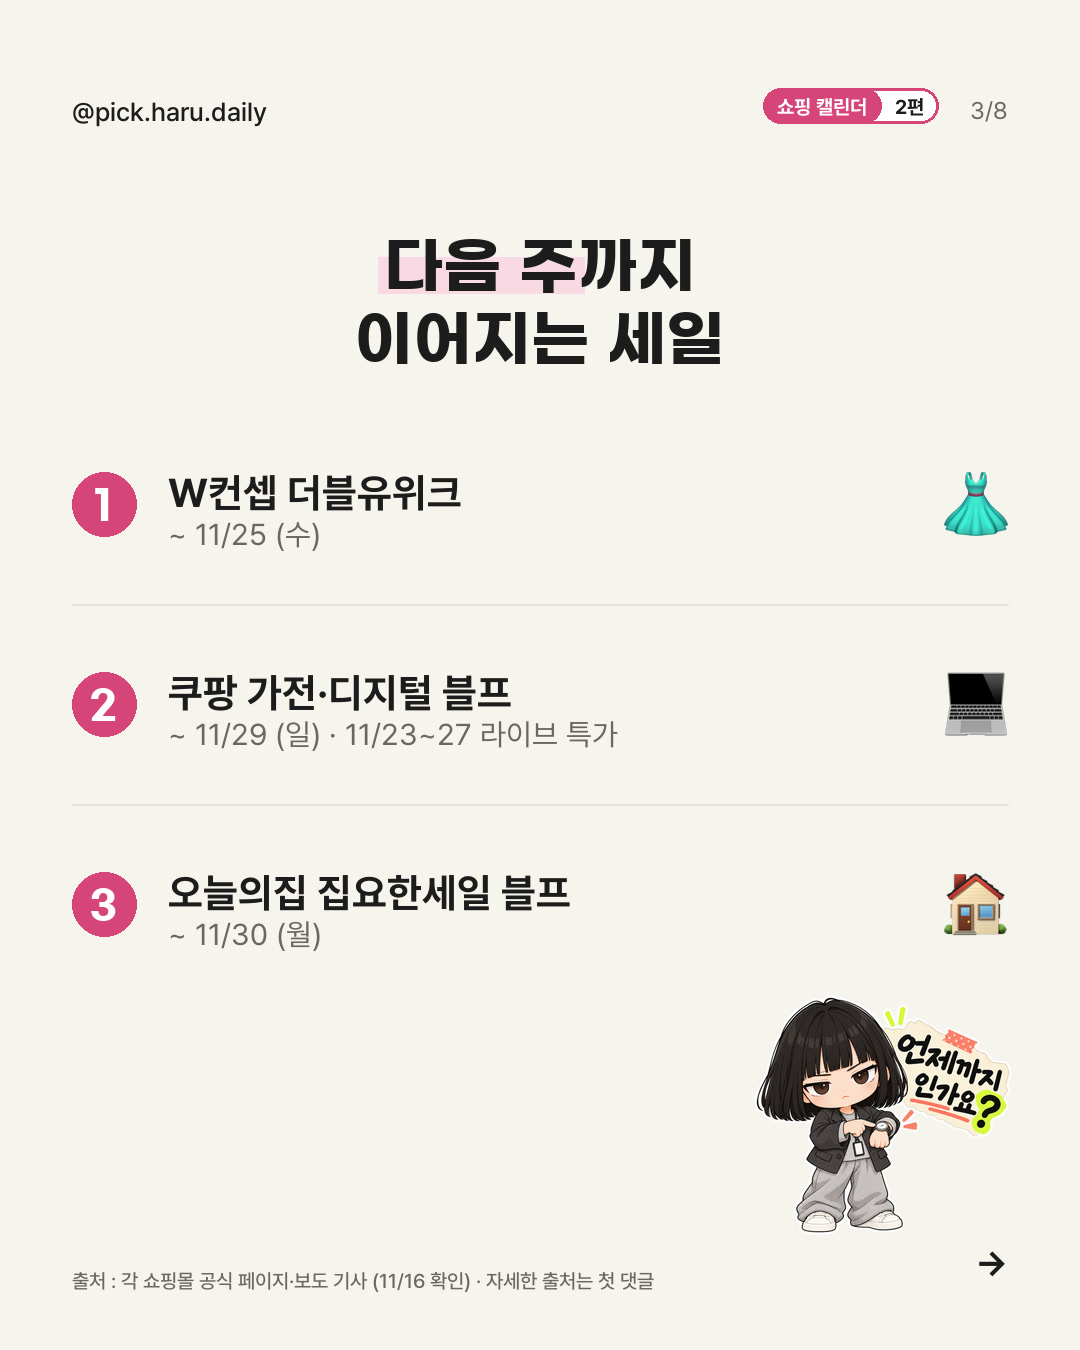 @pick.haru.daily
쇼핑 캘린더 2편
3/8
다음 주까지
이어지는 세일
1
W컨셉 더블유위크
~ 11/25 (수)
2
쿠팡 가전·디지털 블프
~ 11/29 (일) · 11/23~27 라이브 특가
3
오늘의집 집요한세일 블프
~ 11/30 (월)
언제까지
인가요?
출처 : 각 쇼핑몰 공식 페이지·보도 기사 (11/16 확인) · 자세한 출처는 첫 댓글
→